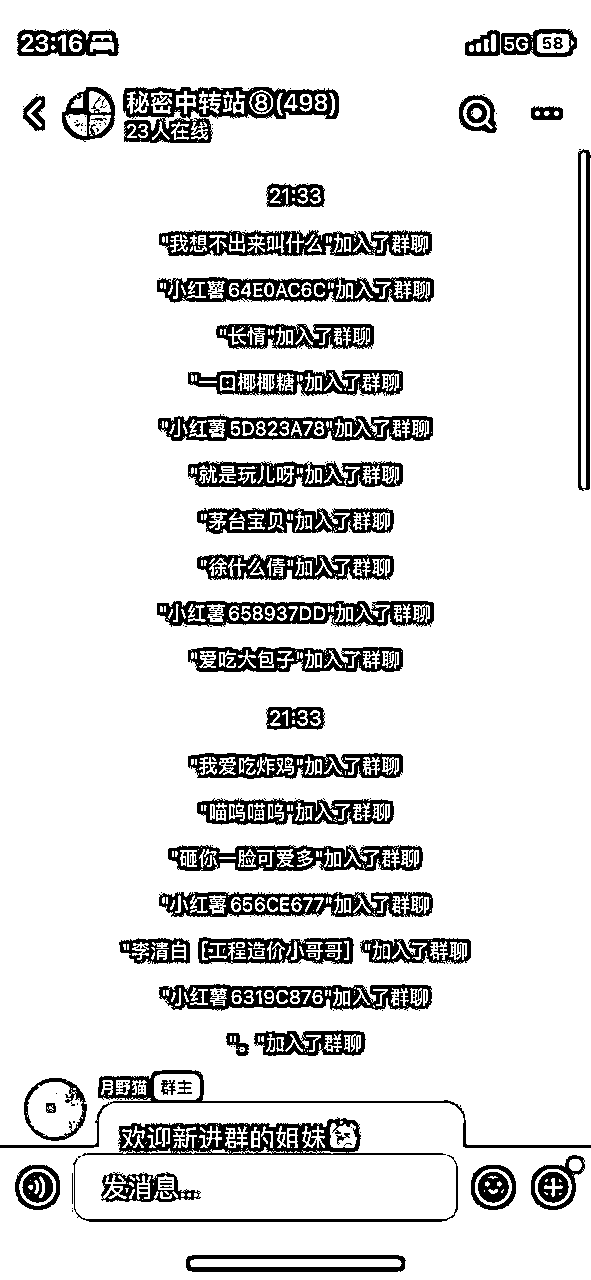 23:16
5G 58
秘密中转站⑧(498)
23人在线
21:33
"我想不出来叫什么"加入了群聊
"小红薯64E0AC6C"加入了群聊
"长情"加入了群聊
"一口椰椰糖"加入了群聊
"小红薯5D823A78"加入了群聊
"就是玩儿呀"加入了群聊
"茅台宝贝"加入了群聊
"徐什么倩"加入了群聊
"小红薯658937DD"加入了群聊
"爱吃大包子"加入了群聊
21:33
"我爱吃炸鸡"加入了群聊
"喵呜喵呜"加入了群聊
"砸你一脸可爱多"加入了群聊
"小红薯656CE677"加入了群聊
"李清白［工程造价小哥哥］"加入了群聊
"小红薯6319C876"加入了群聊
"。"加入了群聊
月野猫 群主
欢迎新进群的姐妹
发消息...